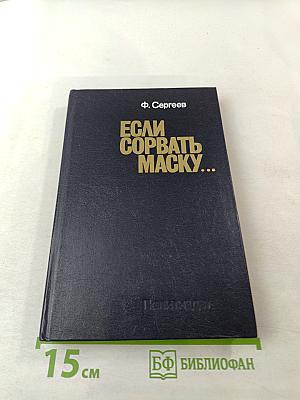 Ф. Сергеев
ЕСЛИ
СОРВАТЬ
МАСКУ...
15 см
БФ БИБЛИОФАН